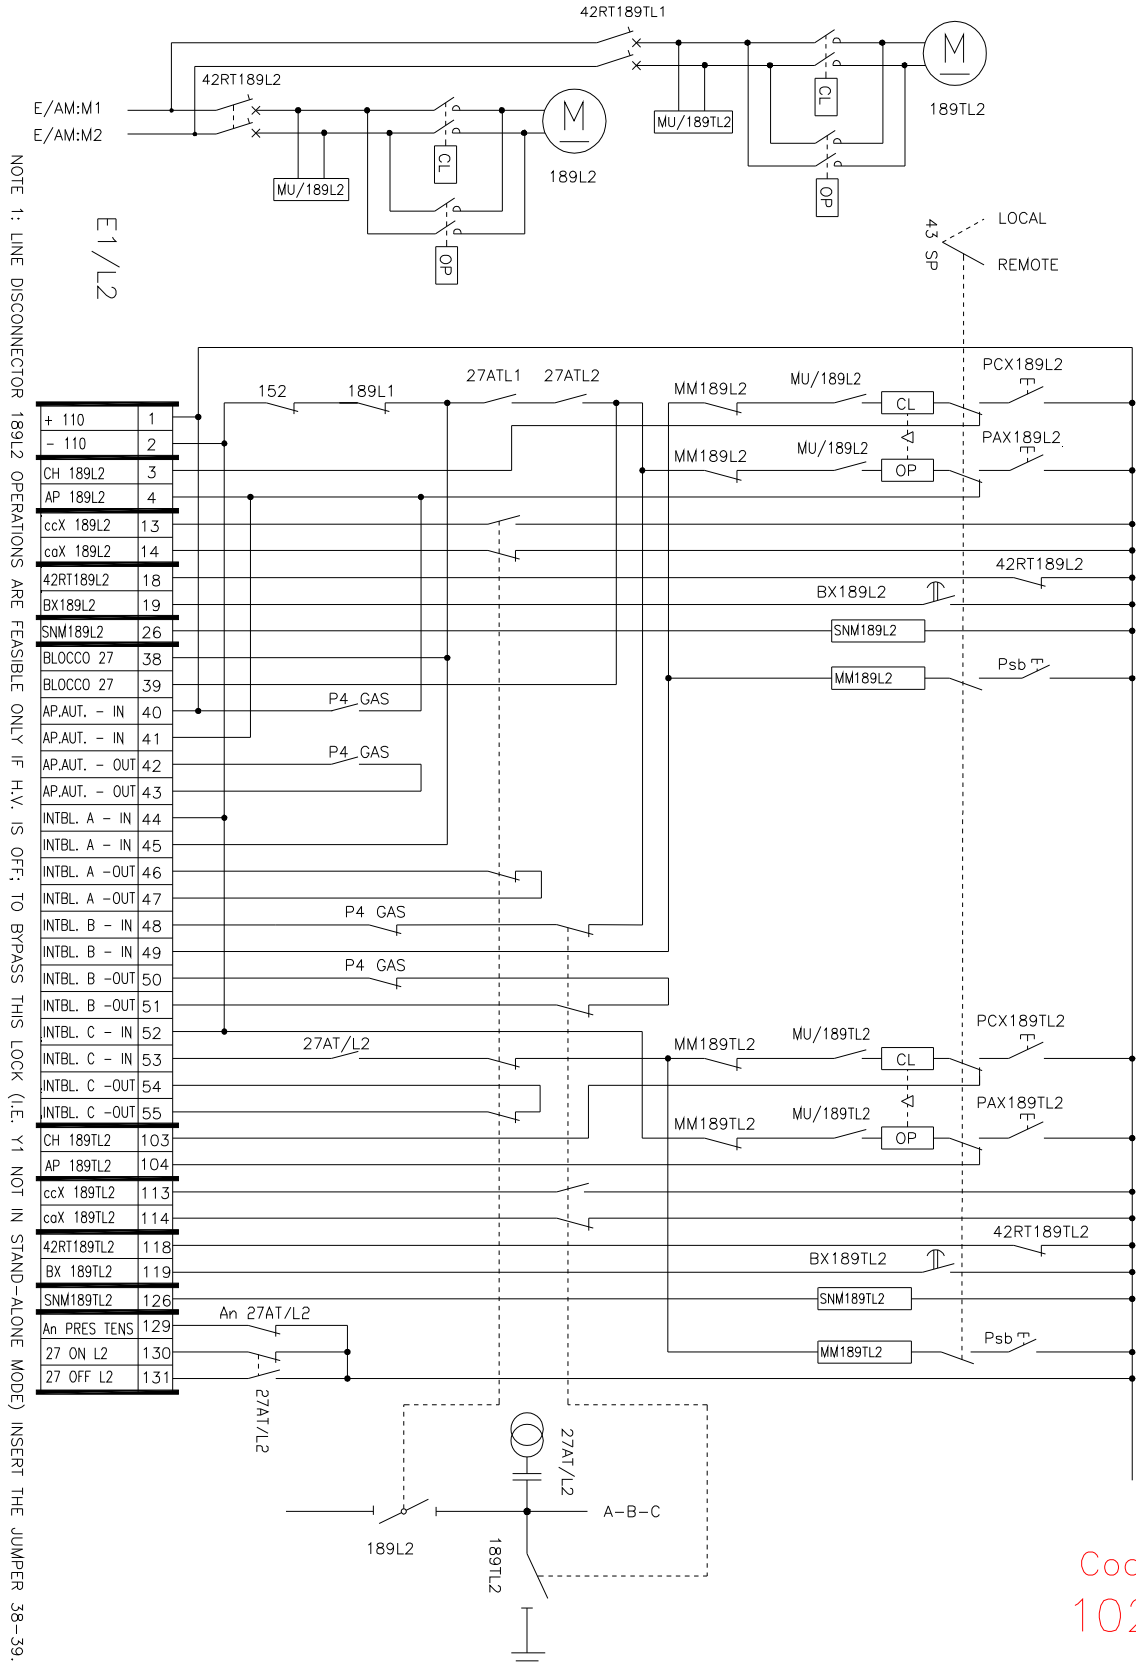 42RT189TL1
M
189TL2
CL
MU/189TL2
OP
42RT189L2
E/AM:M1
E/AM:M2
M
189L2
CL
MU/189L2
OP
E1/L2
43 SP
LOCAL
REMOTE
NOTE 1: LINE DISCONNECTOR 189L2 OPERATIONS ARE FEASIBLE ONLY IF H.V. IS OFF; TO BYPASS THIS LOCK (I.E. Y1 NOT IN STAND-ALONE MODE) INSERT THE JUMPER 38-39.
152 189L1 27ATL1 27ATL2 MM189L2 MU/189L2 CL PCX189L2
MM189L2 MU/189L2 OP PAX189L2
+ 110 1
- 110 2
CH 189L2 3
AP 189L2 4
ccX 189L2 13
caX 189L2 14
42RT189L2 18 42RT189L2
BX189L2 19 BX189L2
SNM189L2 26 SNM189L2
BLOCCO 27 38 MM189L2 Psb
BLOCCO 27 39
AP.AUT. - IN 40 P4 GAS
AP.AUT. - IN 41
AP.AUT. - OUT 42 P4 GAS
AP.AUT. - OUT 43
INTBL. A - IN 44
INTBL. A - IN 45
INTBL. A -OUT 46
INTBL. A -OUT 47
INTBL. B - IN 48 P4 GAS
INTBL. B - IN 49
INTBL. B -OUT 50 P4 GAS
INTBL. B -OUT 51
INTBL. C - IN 52
INTBL. C - IN 53 27AT/L2 MM189TL2 MU/189TL2 CL PCX189TL2
INTBL. C -OUT 54
INTBL. C -OUT 55
CH 189TL2 103 MM189TL2 MU/189TL2 OP PAX189TL2
AP 189TL2 104
ccX 189TL2 113
caX 189TL2 114
42RT189TL2 118 42RT189TL2
BX 189TL2 119 BX189TL2
SNM189TL2 126 SNM189TL2
An PRES TENS 129 An 27AT/L2
27 ON L2 130 MM189TL2 Psb
27 OFF L2 131
27AT/L2
27AT/L2
A-B-C
189L2
189TL2
Coo
102